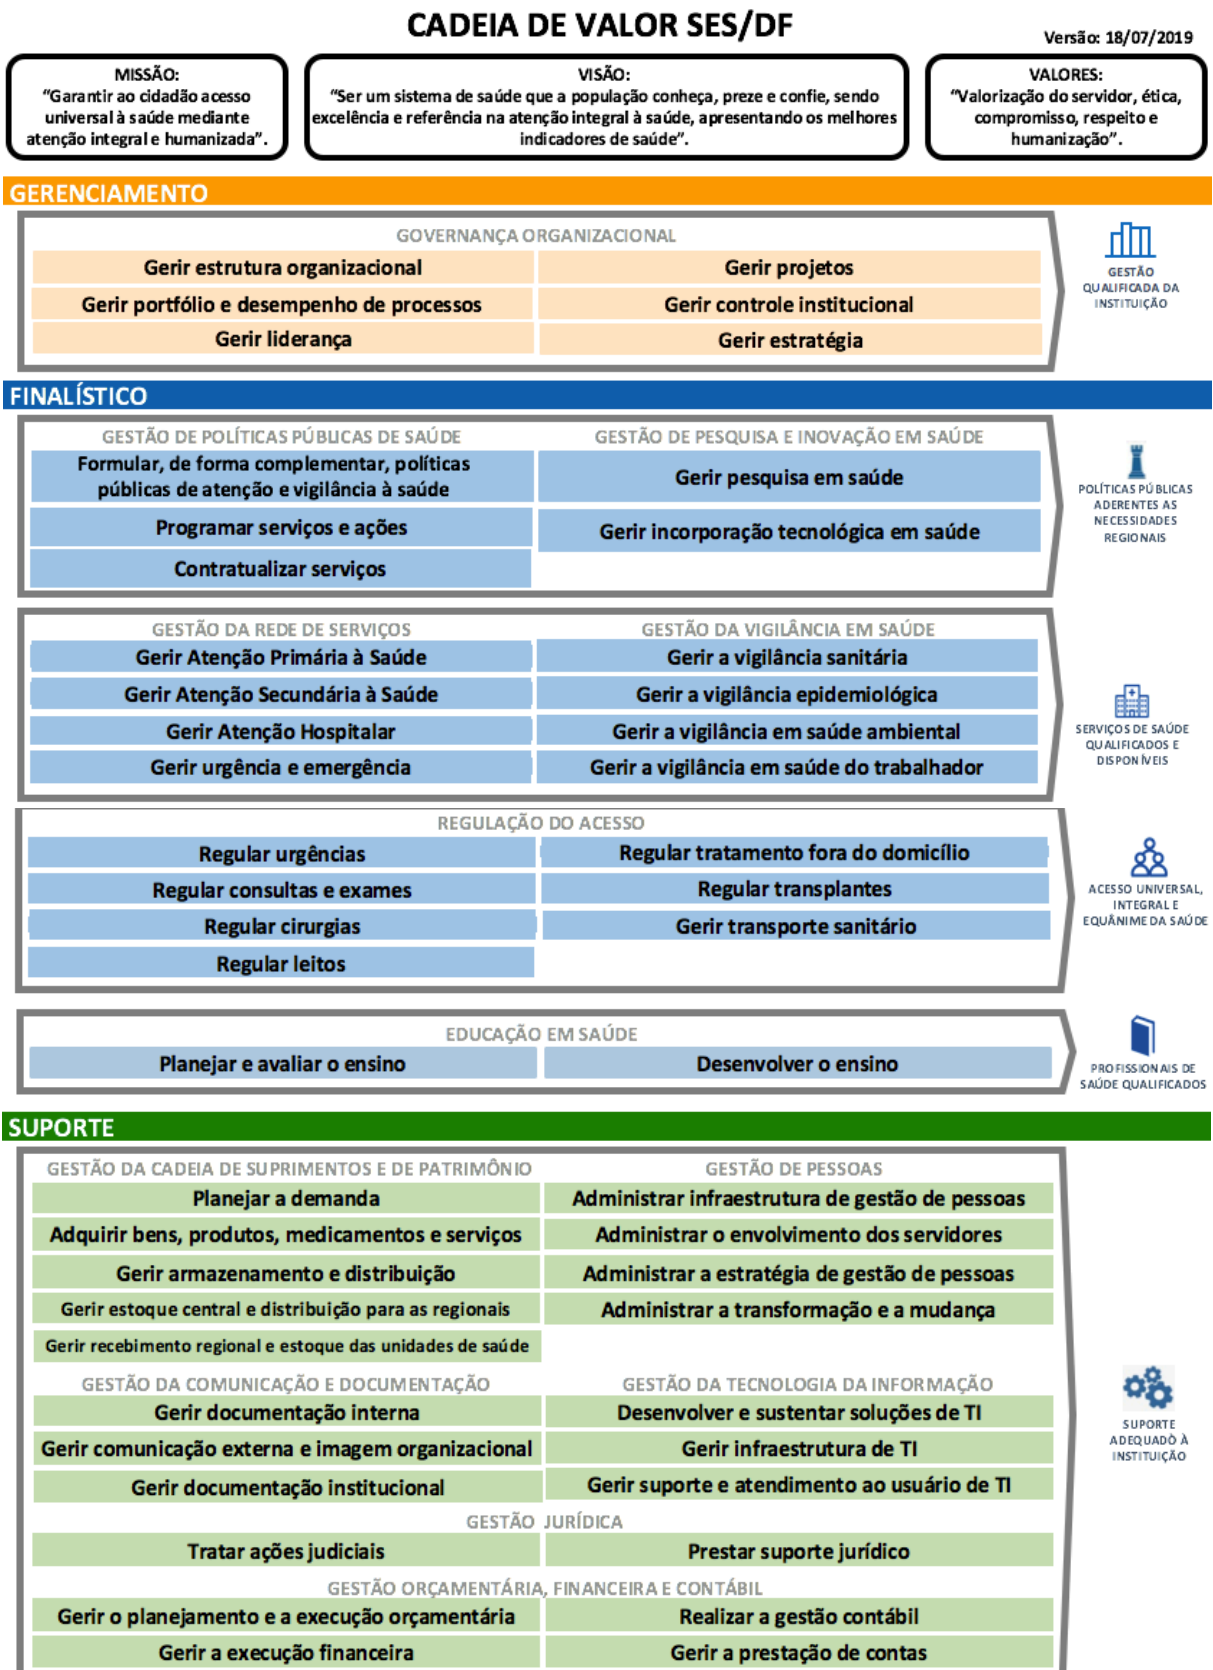 CADEIA DE VALOR SES/DF
Versão: 18/07/2019
MISSÃO:
“Garantir ao cidadão acesso
universal à saúde mediante
atenção integral e humanizada”.
VISÃO:
“Ser um sistema de saúde que a população conheça, preze e confie, sendo
excelência e referência na atenção integral à saúde, apresentando os melhores
indicadores de saúde”.
VALORES:
“Valorização do servidor, ética,
compromisso, respeito e
humanização”.
GERENCIAMENTO
GOVERNANÇA ORGANIZACIONAL
Gerir estrutura organizacional
Gerir projetos
Gerir portfólio e desempenho de processos
Gerir controle institucional
Gerir liderança
Gerir estratégia
GESTÃO
QUALIFICADA DA
INSTITUIÇÃO
FINALÍSTICO
GESTÃO DE POLÍTICAS PÚBLICAS DE SAÚDE
Formular, de forma complementar, políticas
públicas de atenção e vigilância à saúde
Programar serviços e ações
Contratualizar serviços
GESTÃO DE PESQUISA E INOVAÇÃO EM SAÚDE
Gerir pesquisa em saúde
Gerir incorporação tecnológica em saúde
POLÍTICAS PÚBLICAS
ADERENTES AS
NECESSIDADES
REGIONAIS
GESTÃO DA REDE DE SERVIÇOS
Gerir Atenção Primária à Saúde
Gerir Atenção Secundária à Saúde
Gerir Atenção Hospitalar
Gerir urgência e emergência
GESTÃO DA VIGILÂNCIA EM SAÚDE
Gerir a vigilância sanitária
Gerir a vigilância epidemiológica
Gerir a vigilância em saúde ambiental
Gerir a vigilância em saúde do trabalhador
SERVIÇOS DE SAÚDE
QUALIFICADOS E
DISPONÍVEIS
REGULAÇÃO DO ACESSO
Regular urgências
Regular tratamento fora do domicílio
Regular consultas e exames
Regular transplantes
Regular cirurgias
Gerir transporte sanitário
Regular leitos
ACESSO UNIVERSAL,
INTEGRAL E
EQUÂNIME DA SAÚDE
EDUCAÇÃO EM SAÚDE
Planejar e avaliar o ensino
Desenvolver o ensino
PROFISSIONAIS DE
SAÚDE QUALIFICADOS
SUPORTE
GESTÃO DA CADEIA DE SUPRIMENTOS E DE PATRIMÔNIO
Planejar a demanda
Adquirir bens, produtos, medicamentos e serviços
Gerir armazenamento e distribuição
Gerir estoque central e distribuição para as regionais
Gerir recebimento regional e estoque das unidades de saúde
GESTÃO DE PESSOAS
Administrar infraestrutura de gestão de pessoas
Administrar o envolvimento dos servidores
Administrar a estratégia de gestão de pessoas
Administrar a transformação e a mudança
GESTÃO DA COMUNICAÇÃO E DOCUMENTAÇÃO
Gerir documentação interna
Gerir comunicação externa e imagem organizacional
Gerir documentação institucional
GESTÃO DA TECNOLOGIA DA INFORMAÇÃO
Desenvolver e sustentar soluções de TI
Gerir infraestrutura de TI
Gerir suporte e atendimento ao usuário de TI
SUPORTE
ADEQUADO À
INSTITUIÇÃO
GESTÃO JURÍDICA
Tratar ações judiciais
Prestar suporte jurídico
GESTÃO ORÇAMENTÁRIA, FINANCEIRA E CONTÁBIL
Gerir o planejamento e a execução orçamentária
Realizar a gestão contábil
Gerir a execução financeira
Gerir a prestação de contas